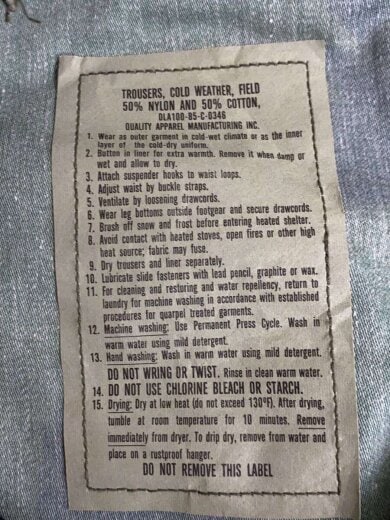 TROUSERS, COLD WEATHER, FIELD
50% NYLON AND 50% COTTON,
DLA100-85-C-0346
QUALITY APPAREL MANUFACTURING INC.
1. Wear as outer garment in cold-wet climate or as the inner
layer of the cold-dry uniform.
2. Button in liner for extra warmth. Remove it when damp or
wet and allow to dry.
3. Attach suspender hooks to waist loops.
4. Adjust waist by buckle straps.
5. Ventilate by loosening drawcords.
6. Wear leg bottoms outside footgear and secure drawcords.
7. Brush off snow and frost before entering heated shelter.
8. Avoid contact with heated stoves, open fires or other high
heat source; fabric may fuse.
9. Dry trousers and liner separately.
10. Lubricate slide fasteners with lead pencil, graphite or wax.
11. For cleaning and restoring and water repellency, return to
laundry for machine washing in accordance with established
procedures for quarpel treated garments.
12. Machine washing: Use Permanent Press Cycle. Wash in
warm water using mild detergent.
13. Hand washing: Wash in warm water using mild detergent.
DO NOT WRING OR TWIST. Rinse in clean warm water.
14. DO NOT USE CHLORINE BLEACH OR STARCH.
15. Drying: Dry at low heat (do not exceed 130°F). After drying,
tumble at room temperature for 10 minutes. Remove
immediately from dryer. To drip dry, remove from water and
place on a rustproof hanger.
DO NOT REMOVE THIS LABEL